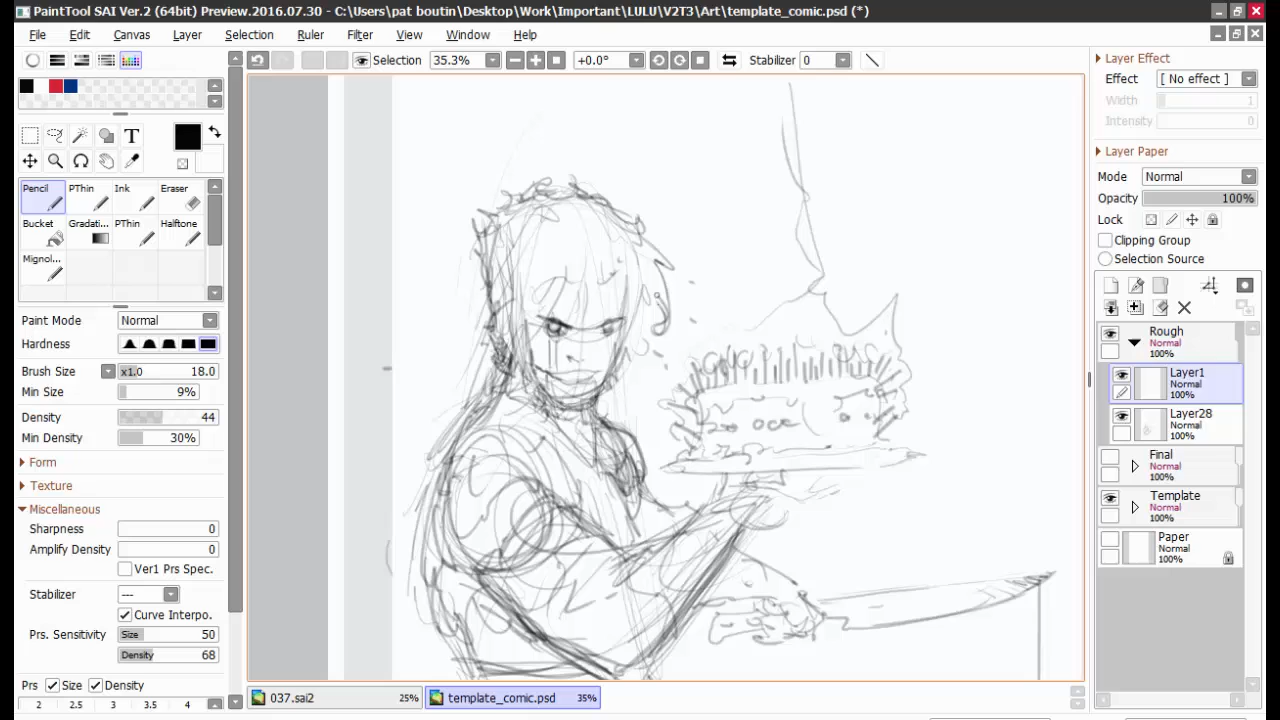 PaintTool SAI Ver.2 (64bit) Preview.2016.07.30 - C:\Users\pat boutin\Desktop\Work\Important\LULU\V2T3\Art\template_comic.psd (*)
File Edit Canvas Layer Selection Ruler Filter View Window Help
Selection 35.3% +0.0° Stabilizer 0
T
Pencil PThin Ink Eraser
Bucket Gradati... PThin Halftone
Mignol...
Paint Mode Normal
Hardness
Brush Size x1.0 18.0
Min Size 9%
Density 44
Min Density 30%
Form
Texture
Miscellaneous
Sharpness 0
Amplify Density 0
Ver1 Prs Spec.
Stabilizer ---
Curve Interpo.
Prs. Sensitivity Size 50
Density 68
Prs Size Density
2 2.5 3 3.5 4
037.sai2 25% template_comic.psd 35%
Layer Effect
Effect [ No effect ]
Width 1
Intensity 0
Layer Paper
Mode Normal
Opacity 100%
Lock
Clipping Group
Selection Source
Rough
Normal
100%
Layer1
Normal
100%
Layer28
Normal
100%
Final
Normal
100%
Template
Normal
100%
Paper
Normal
100%